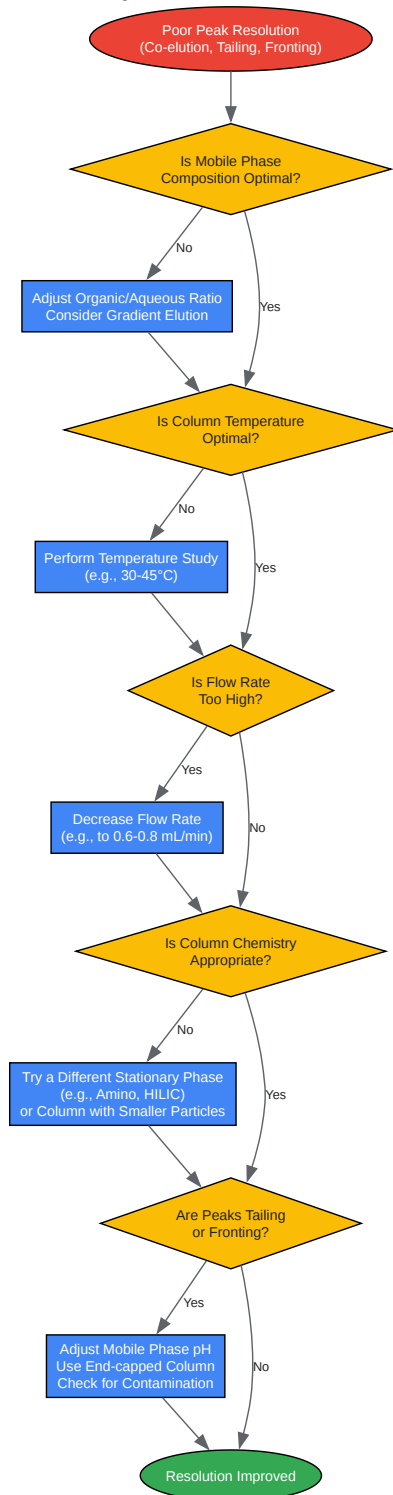 Poor Peak Resolution
(Co-elution, Tailing, Fronting)
Is Mobile Phase
Composition Optimal?
No
Adjust Organic/Aqueous Ratio
Consider Gradient Elution
Yes
Is Column Temperature
Optimal?
No
Perform Temperature Study
(e.g., 30-45°C)
Yes
Is Flow Rate
Too High?
Yes
Decrease Flow Rate
(e.g., to 0.6-0.8 mL/min)
No
Is Column Chemistry
Appropriate?
No
Try a Different Stationary Phase
(e.g., Amino, HILIC)
or Column with Smaller Particles
Yes
Are Peaks Tailing
or Fronting?
Yes
Adjust Mobile Phase pH
Use End-capped Column
Check for Contamination
No
Resolution Improved